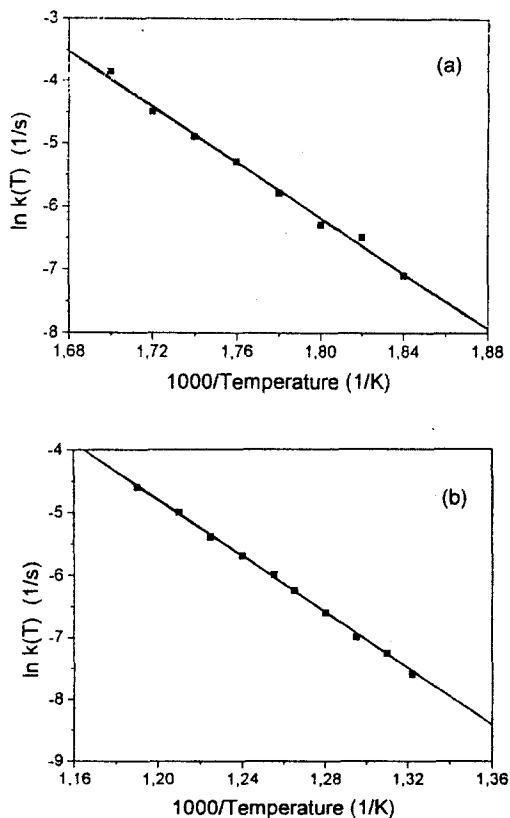 -3
(a)
-4
-5
-6
-7
-8
ln k(T) (1/s)
1,68 1,72 1,76 1,80 1,84 1,88
1000/Temperature (1/K)
-4
(b)
-5
-6
-7
-8
-9
ln k(T) (1/s)
1,16 1,20 1,24 1,28 1,32 1,36
1000/Temperature (1/K)